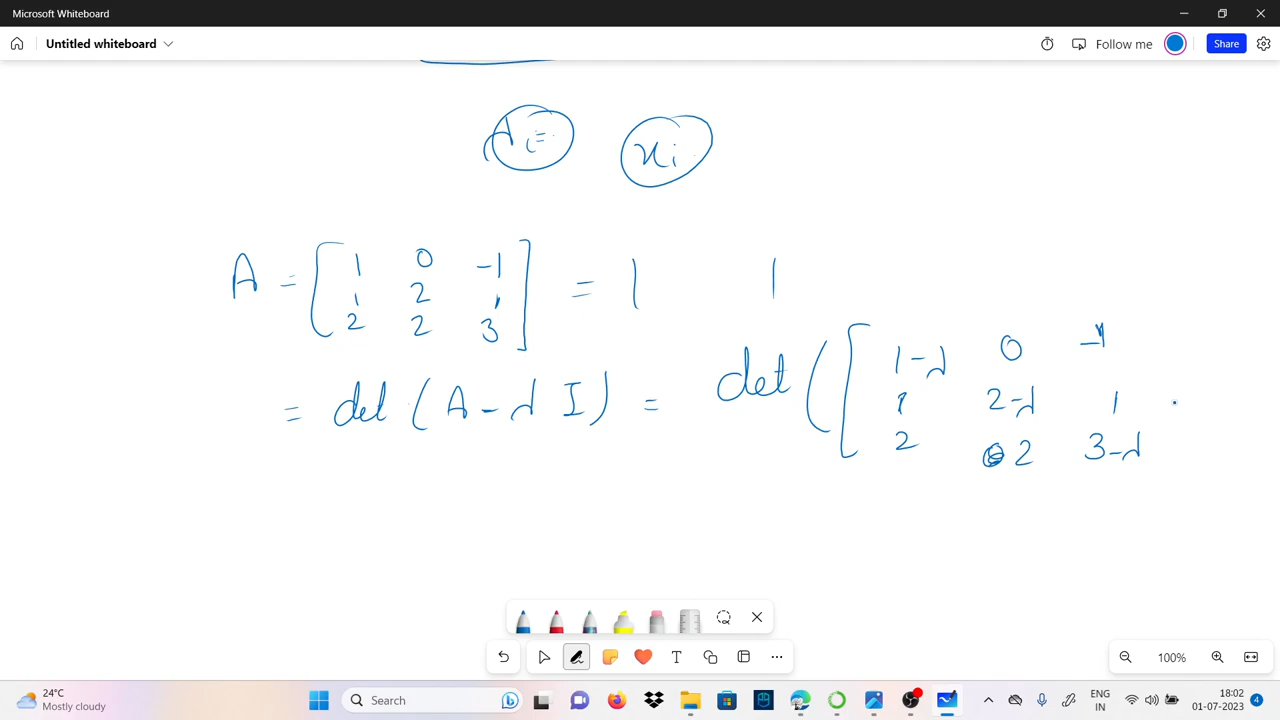 Microsoft Whiteboard
Untitled whiteboard
Follow me
Share
λi=
xi
A = [ 1 0 -1
1 2 1
2 2 3 ] = | |
= det ( A - λ I ) = det ( [ 1-λ 0 -1
1 2-λ 1
2 2 3-λ
100%
24°C
Mostly cloudy
Search
ENG
IN
18:02
01-07-2023
4